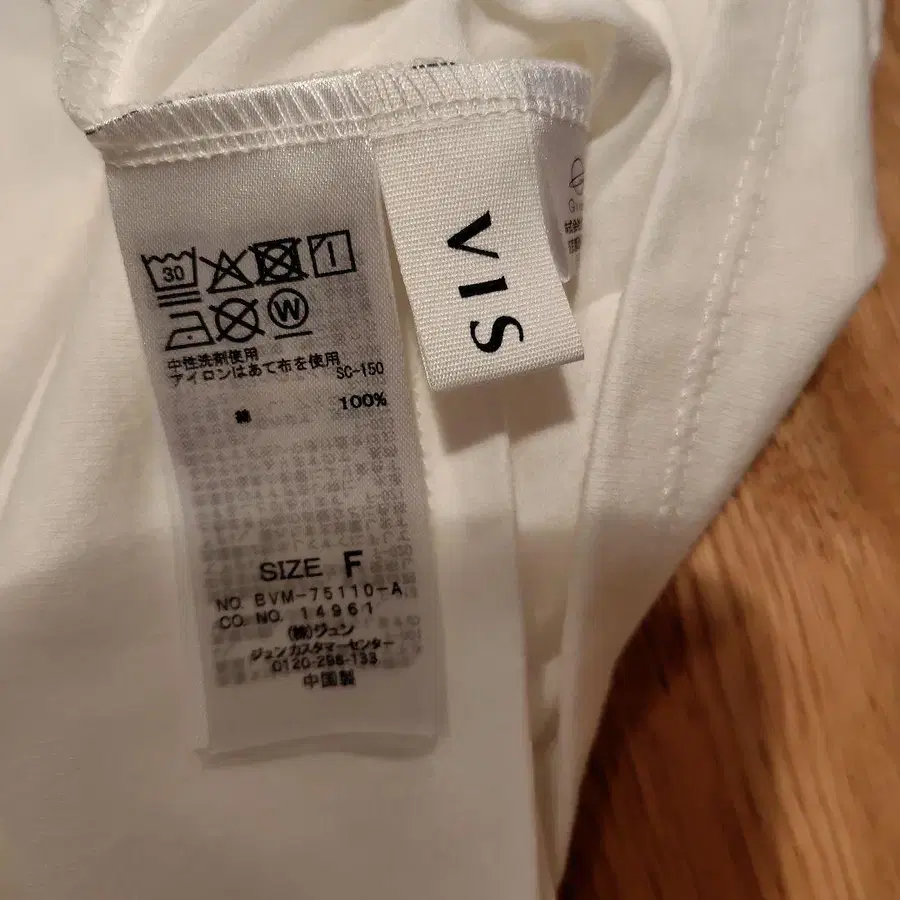 30
W
中性洗剤使用
アイロンはあて布を使用
SC-150
綿 100%
SIZE F
NO. BVM-75110-A
CO. NO. 14961
(株)ジュン
ジュンカスタマーセンター
0120-298-133
中国製
VIS